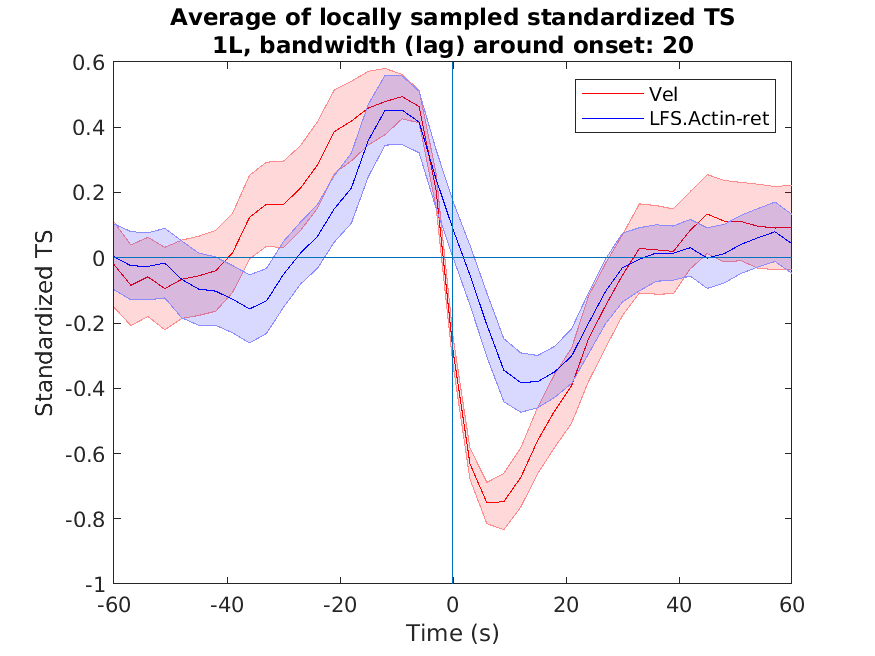 Average of locally sampled standardized TS
1L, bandwidth (lag) around onset: 20
Vel
LFS.Actin-ret
Standardized TS
0.6
0.4
0.2
0
-0.2
-0.4
-0.6
-0.8
-1
-60
-40
-20
0
20
40
60
Time (s)